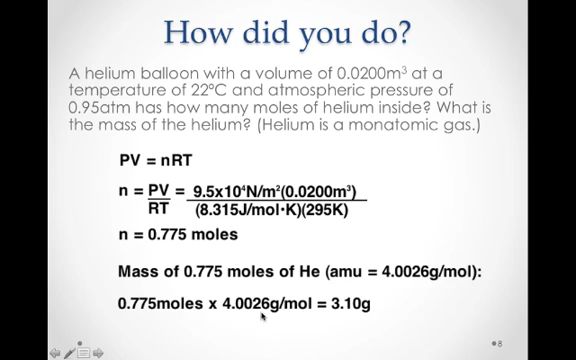 How did you do?
A helium balloon with a volume of 0.0200m³ at a
temperature of 22ºC and atmospheric pressure of
0.95atm has how many moles of helium inside? What is
the mass of the helium? (Helium is a monatomic gas.)
PV = nRT
n = PV = 9.5x10⁴N/m²(0.0200m³)
RT (8.315J/mol•K)(295K)
n = 0.775 moles
Mass of 0.775 moles of He (amu = 4.0026g/mol):
0.775moles x 4.0026g/mol = 3.10g
8